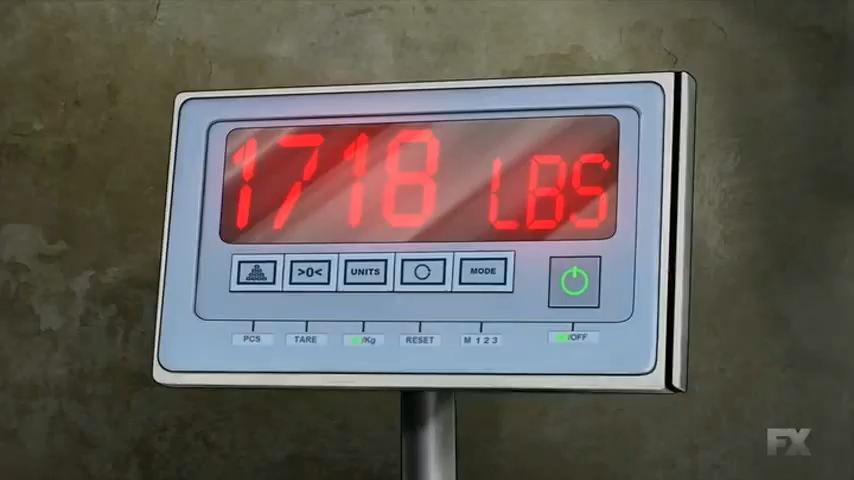 1718 LBS
>0< UNITS MODE
PCS TARE /Kg RESET M 1 2 3 /OFF
FX